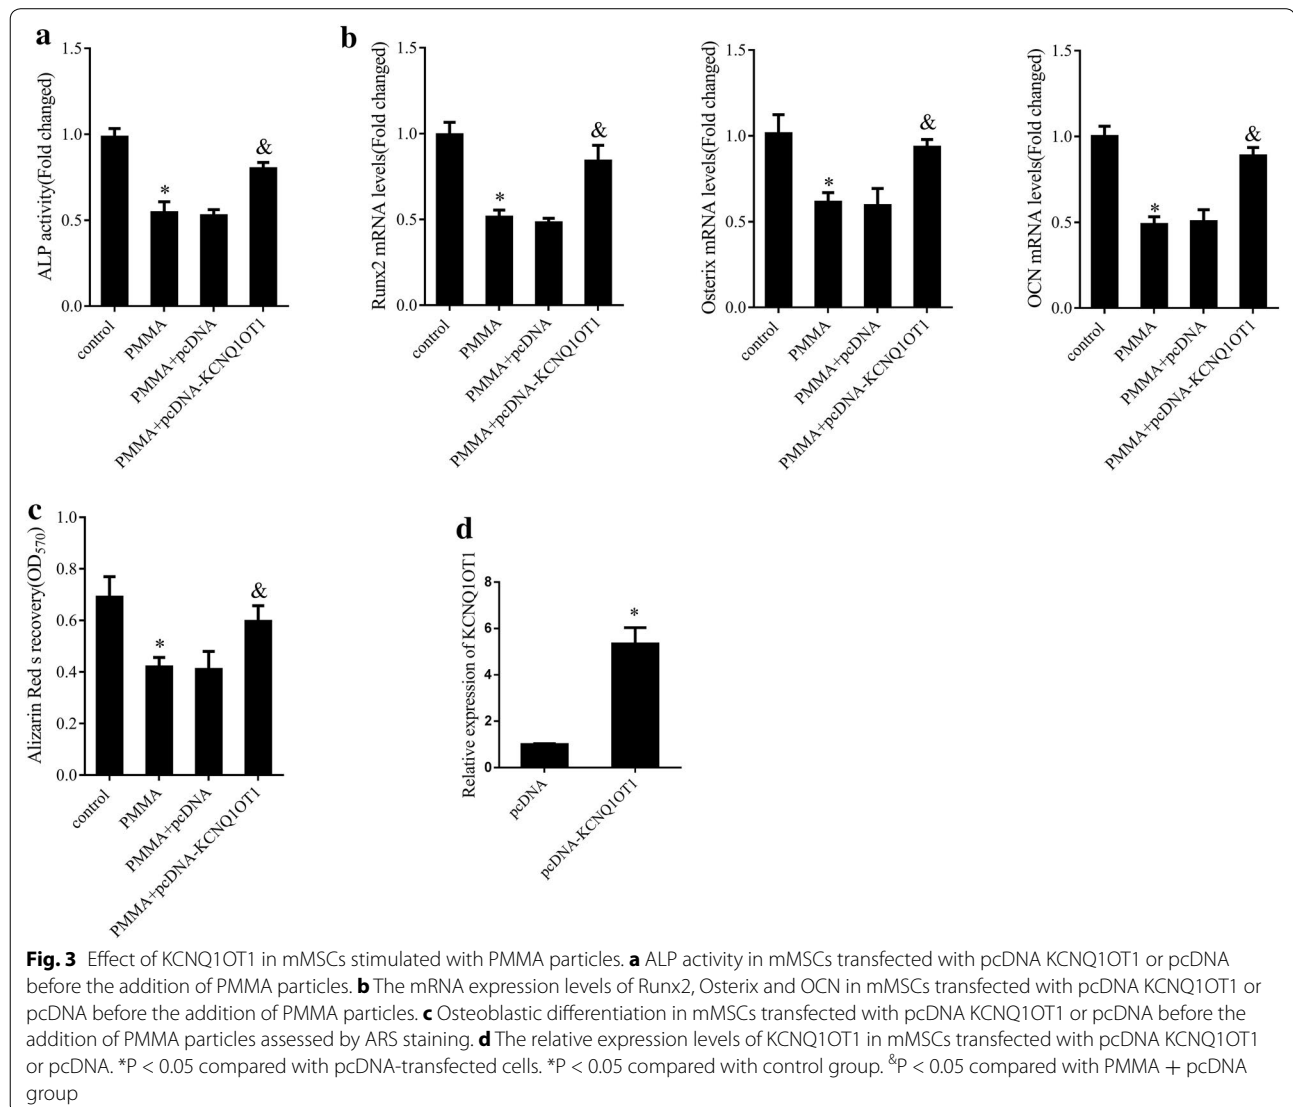 a
ALP activity(Fold changed)
1.5
1.0
0.5
0.0
*
&
control
PMMA
PMMA+pcDNA
PMMA+pcDNA-KCNQ1OT1
b
Runx2 mRNA levels(Fold changed)
1.5
1.0
0.5
0.0
*
&
control
PMMA
PMMA+pcDNA
PMMA+pcDNA-KCNQ1OT1
Osterix mRNA levels(Fold changed)
1.5
1.0
0.5
0.0
*
&
control
PMMA
PMMA+pcDNA
PMMA+pcDNA-KCNQ1OT1
OCN mRNA levels(Fold changed)
1.5
1.0
0.5
0.0
*
&
control
PMMA
PMMA+pcDNA
PMMA+pcDNA-KCNQ1OT1
c
Alizarin Red s recovery(OD570)
1.0
0.8
0.6
0.4
0.2
0.0
*
&
control
PMMA
PMMA+pcDNA
PMMA+pcDNA-KCNQ1OT1
d
Relative expression of KCNQ1OT1
8
6
4
2
0
*
pcDNA
pcDNA-KCNQ1OT1
Fig. 3 Effect of KCNQ1OT1 in mMSCs stimulated with PMMA particles. a ALP activity in mMSCs transfected with pcDNA KCNQ1OT1 or pcDNA
before the addition of PMMA particles. b The mRNA expression levels of Runx2, Osterix and OCN in mMSCs transfected with pcDNA KCNQ1OT1 or
pcDNA before the addition of PMMA particles. c Osteoblastic differentiation in mMSCs transfected with pcDNA KCNQ1OT1 or pcDNA before the
addition of PMMA particles assessed by ARS staining. d The relative expression levels of KCNQ1OT1 in mMSCs transfected with pcDNA KCNQ1OT1
or pcDNA. *P < 0.05 compared with pcDNA-transfected cells. *P < 0.05 compared with control group. &P < 0.05 compared with PMMA + pcDNA
group